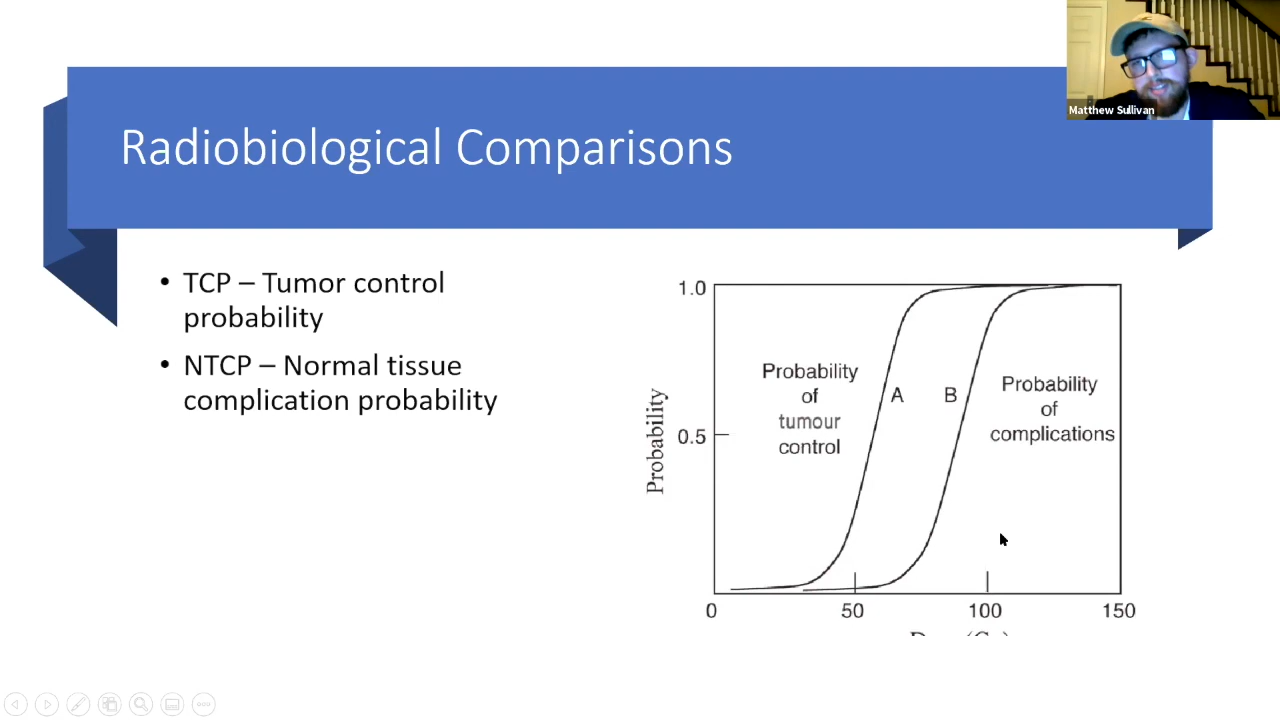 Matthew Sullivan
Radiobiological Comparisons
• TCP – Tumor control
probability
• NTCP – Normal tissue
complication probability
1.0
0.5
Probability
Probability
of
tumour
control
A
B
Probability
of
complications
0
50
100
150